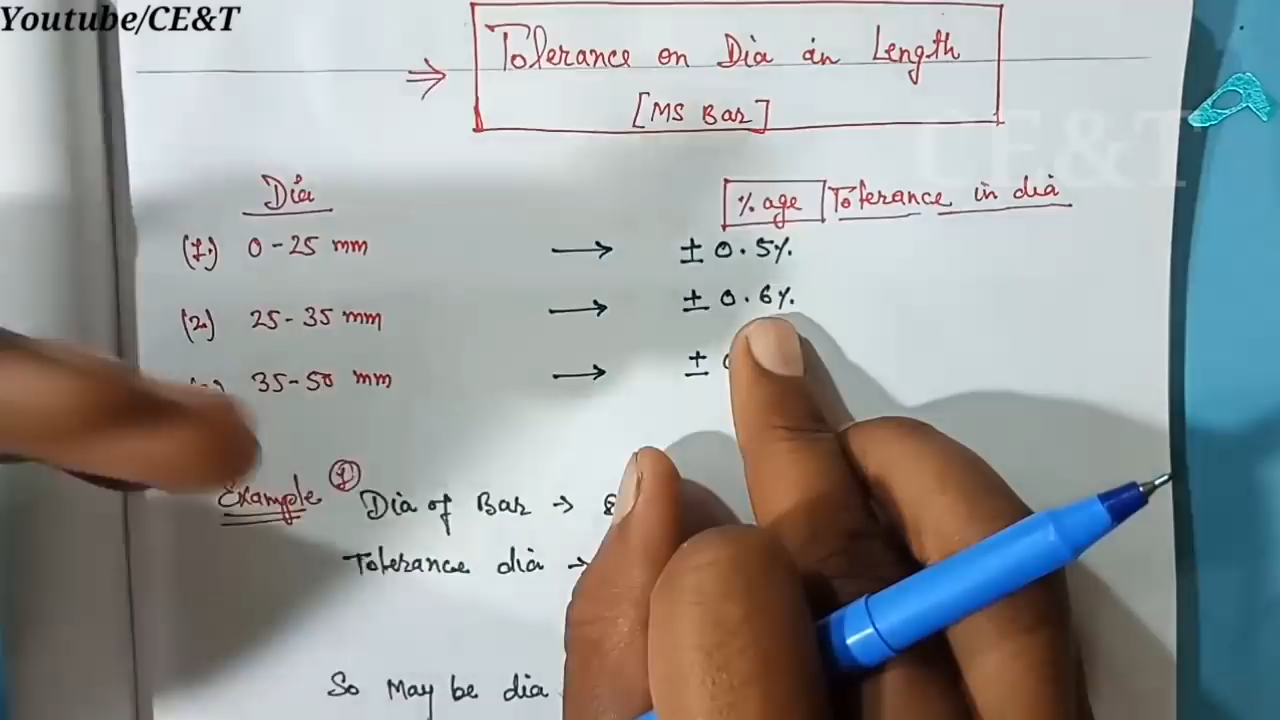 Youtube/CE&T
⇒ Tolerance on Dia in Length
[MS Bar]
CE&T
Dia
% age Tolerance in dia
(1.) 0-25 mm → ± 0.5%
(2) 25-35 mm → ± 0.6%
35-50 mm → ±
Example ① Dia of Bar →
Tolerance dia →
So May be dia